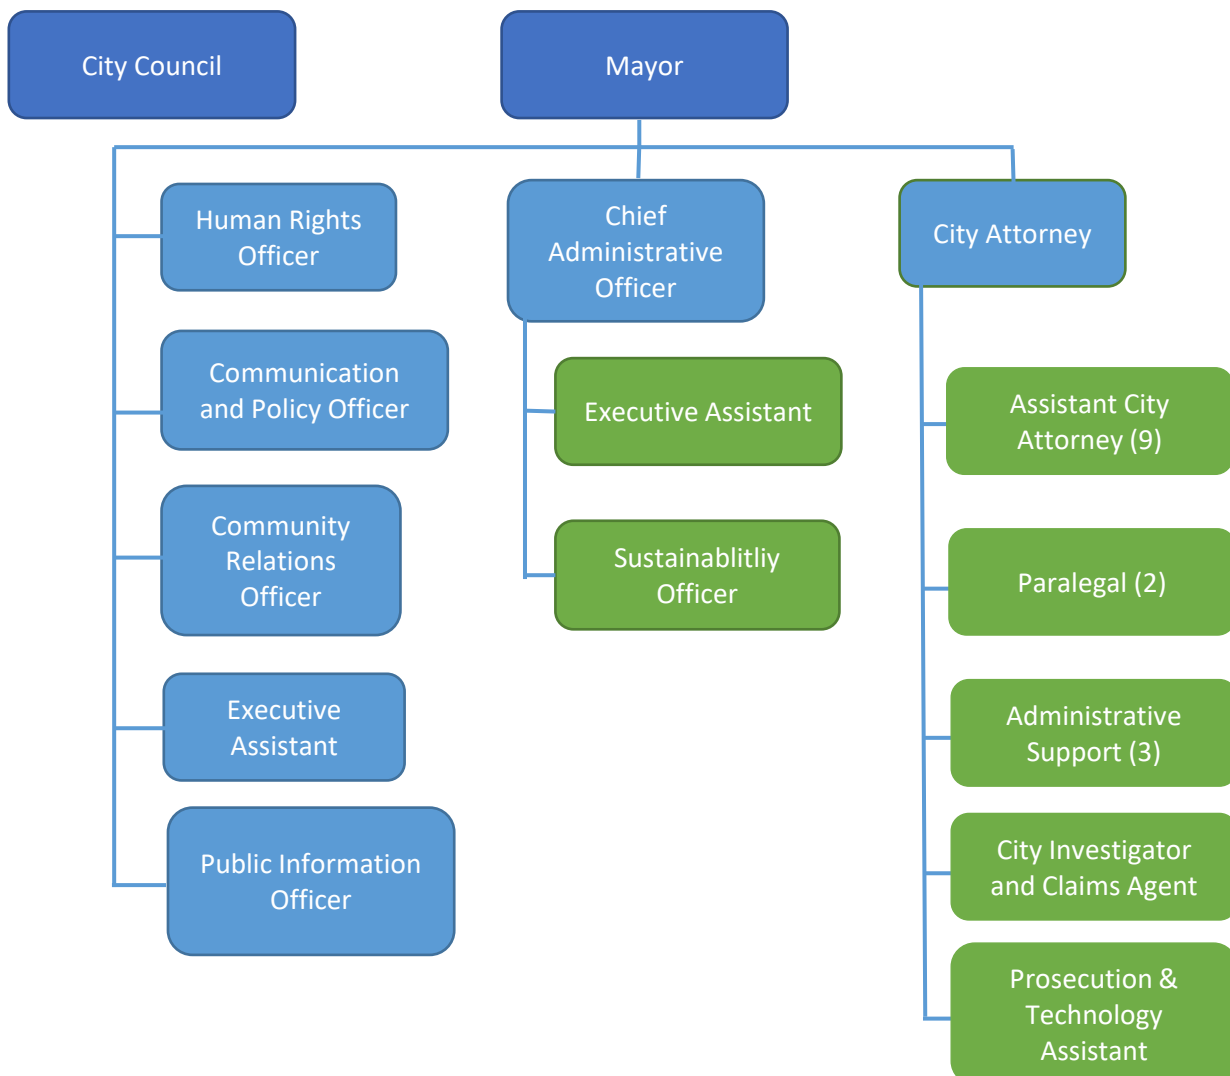 City Council
Mayor
Human Rights
Officer
Communication
and Policy Officer
Community
Relations
Officer
Executive
Assistant
Public Information
Officer
Chief
Administrative
Officer
Executive Assistant
Sustainablitliy
Officer
City Attorney
Assistant City
Attorney (9)
Paralegal (2)
Administrative
Support (3)
City Investigator
and Claims Agent
Prosecution &
Technology
Assistant